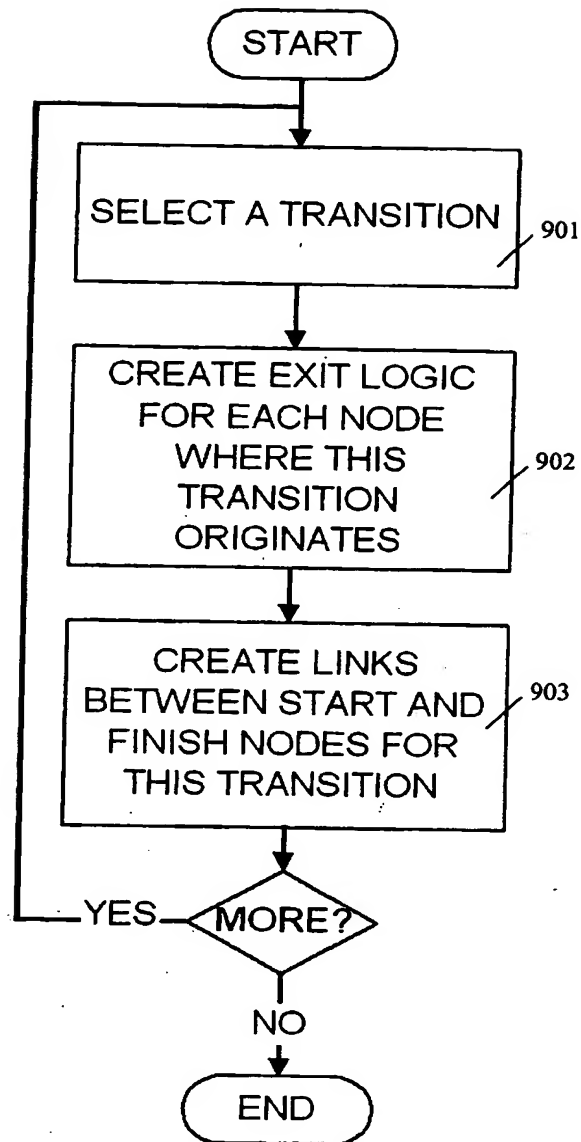 START
SELECT A TRANSITION
901
CREATE EXIT LOGIC
FOR EACH NODE
WHERE THIS
TRANSITION
ORIGINATES
902
CREATE LINKS
BETWEEN START AND
FINISH NODES FOR
THIS TRANSITION
903
YES
MORE?
NO
END